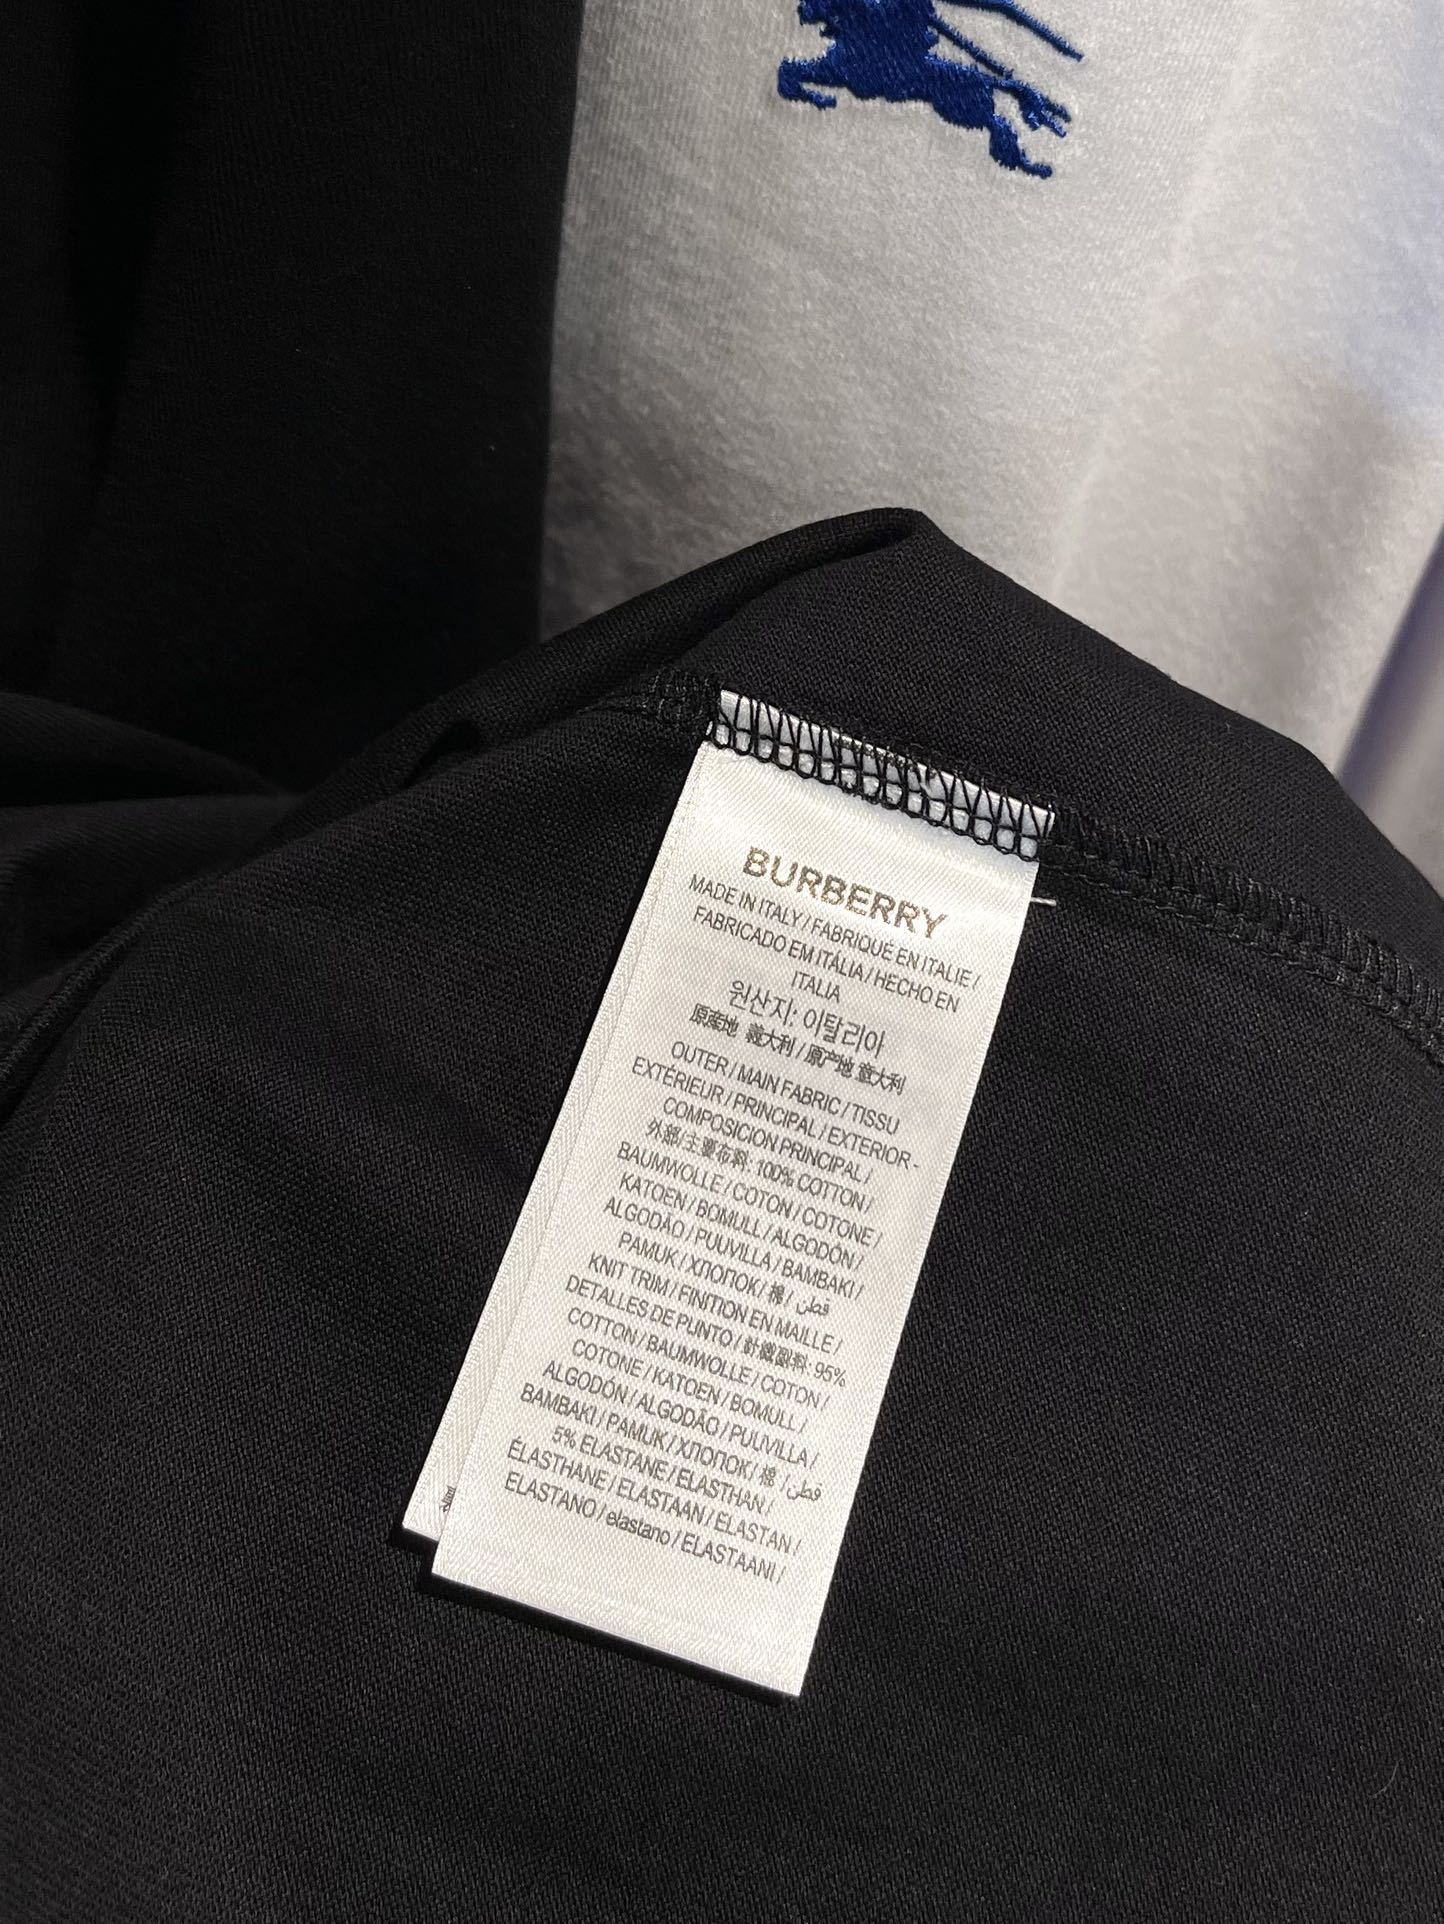 BURBERRY
MADE IN ITALY / FABRIQUÉ EN ITALIE /
FABRICADO EM ITÁLIA / HECHO EN
ITALIA
원산지: 이탈리아
原産地 義大利 / 原产地 意大利
OUTER / MAIN FABRIC / TISSU
EXTÉRIEUR / PRINCIPAL / EXTERIOR -
COMPOSICION PRINCIPAL /
外部/主要布料: 100% COTTON /
BAUMWOLLE / COTON / COTONE /
KATOEN / BOMULL / ALGODÓN /
ALGODÃO / PUUVILLA / BAMBAKI /
PAMUK / ХЛОПОК / 棉 / قطن
KNIT TRIM / FINITION EN MAILLE /
DETALLES DE PUNTO / 針織副料: 95%
COTTON / BAUMWOLLE / COTON /
COTONE / KATOEN / BOMULL /
ALGODÓN / ALGODÃO / PUUVILLA /
BAMBAKI / PAMUK / ХЛОПОК / 棉 / قطن
5% ELASTANE / ELASTHAN /
ÉLASTHANE / ELASTAAN / ELASTAN /
ELASTANO / elastano / ELASTAANI /